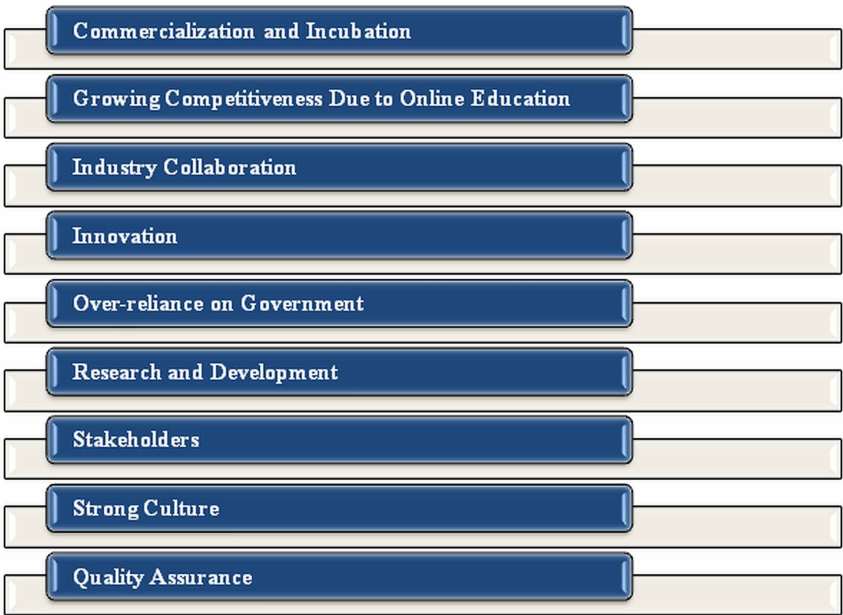 Commercialization and Incubation
Growing Competitiveness Due to Online Education
Industry Collaboration
Innovation
Over-reliance on Government
Research and Development
Stakeholders
Strong Culture
Quality Assurance